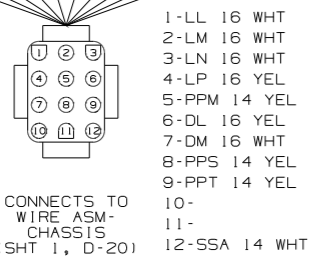 1 2 3
4 5 6
7 8 9
10 11 12
CONNECTS TO
WIRE ASM-
CHASSIS
SHT 1, D-20)
1-LL 16 WHT
2-LM 16 WHT
3-LN 16 WHT
4-LP 16 YEL
5-PPM 14 YEL
6-DL 16 YEL
7-DM 16 WHT
8-PPS 14 YEL
9-PPT 14 YEL
10-
11-
12-SSA 14 WHT